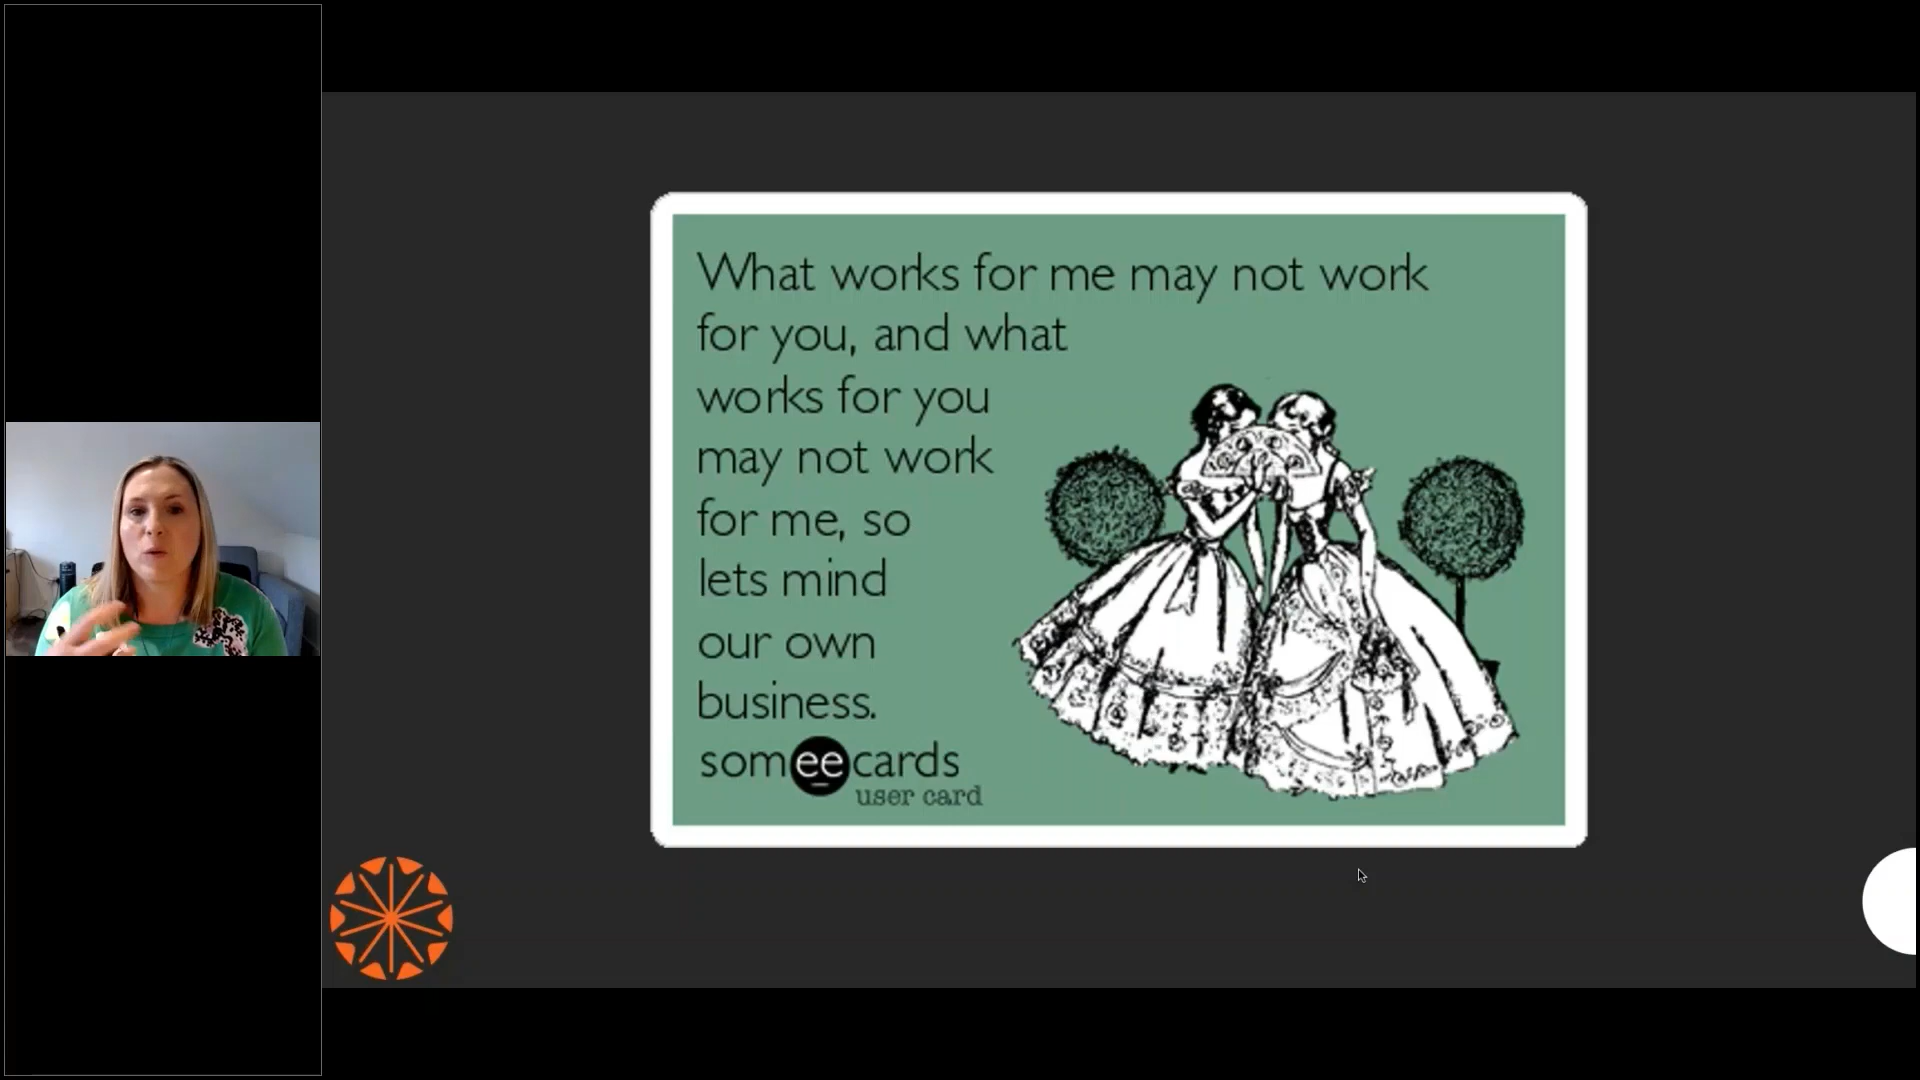 What works for me may not work
for you, and what
works for you
may not work
for me, so
lets mind
our own
business.
someecards
user card